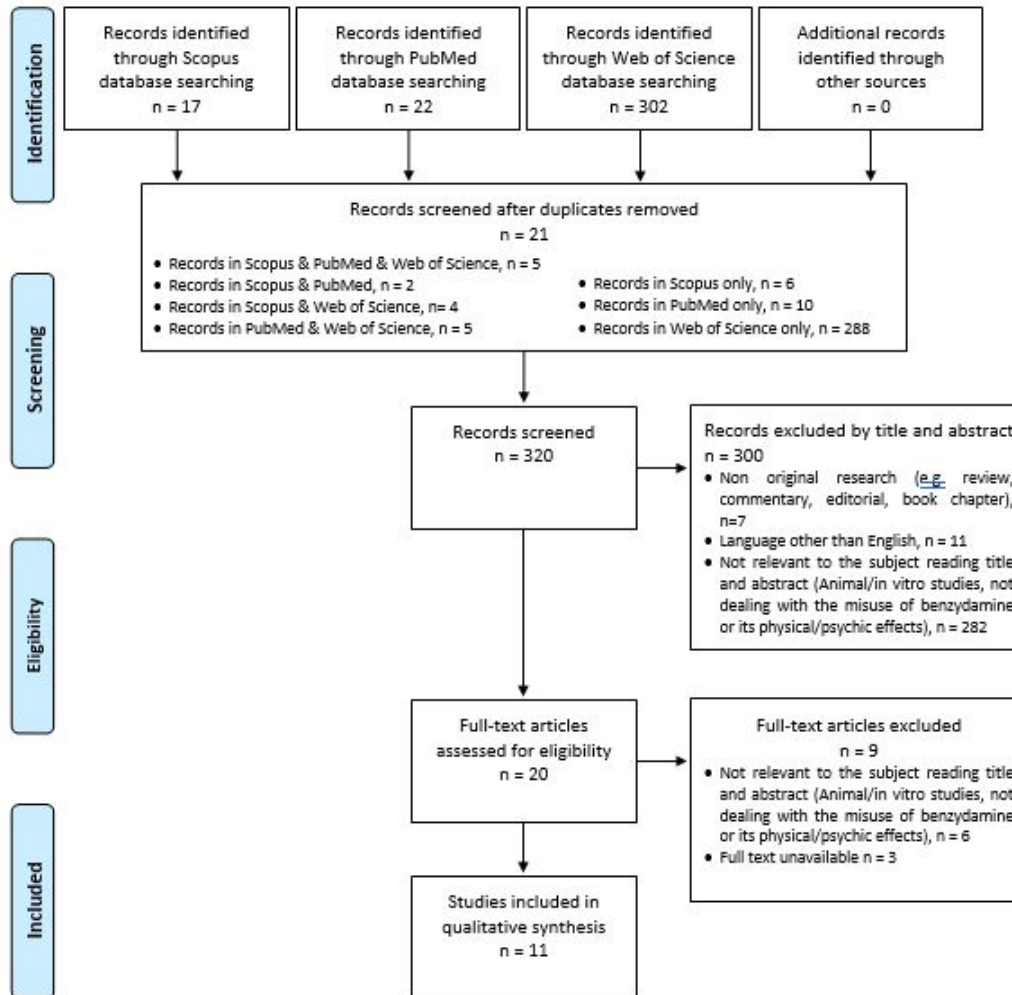 Identification
Records identified
through Scopus
database searching
n = 17
Records identified
through PubMed
database searching
n = 22
Records identified
through Web of Science
database searching
n = 302
Additional records
identified through
other sources
n = 0
Records screened after duplicates removed
n = 21
• Records in Scopus & PubMed & Web of Science, n = 5
• Records in Scopus & PubMed, n = 2
• Records in Scopus & Web of Science, n= 4
• Records in PubMed & Web of Science, n = 5
• Records in Scopus only, n = 6
• Records in PubMed only, n = 10
• Records in Web of Science only, n = 288
Screening
Records screened
n = 320
Records excluded by title and abstract
n = 300
• Non original research (e.g. review,
commentary, editorial, book chapter),
n=7
• Language other than English, n = 11
• Not relevant to the subject reading title
and abstract (Animal/in vitro studies, not
dealing with the misuse of benzydamine
or its physical/psychic effects), n = 282
Eligibility
Full-text articles
assessed for eligibility
n = 20
Full-text articles excluded
n = 9
• Not relevant to the subject reading title
and abstract (Animal/in vitro studies, not
dealing with the misuse of benzydamine
or its physical/psychic effects), n = 6
• Full text unavailable n = 3
Included
Studies included in
qualitative synthesis
n = 11